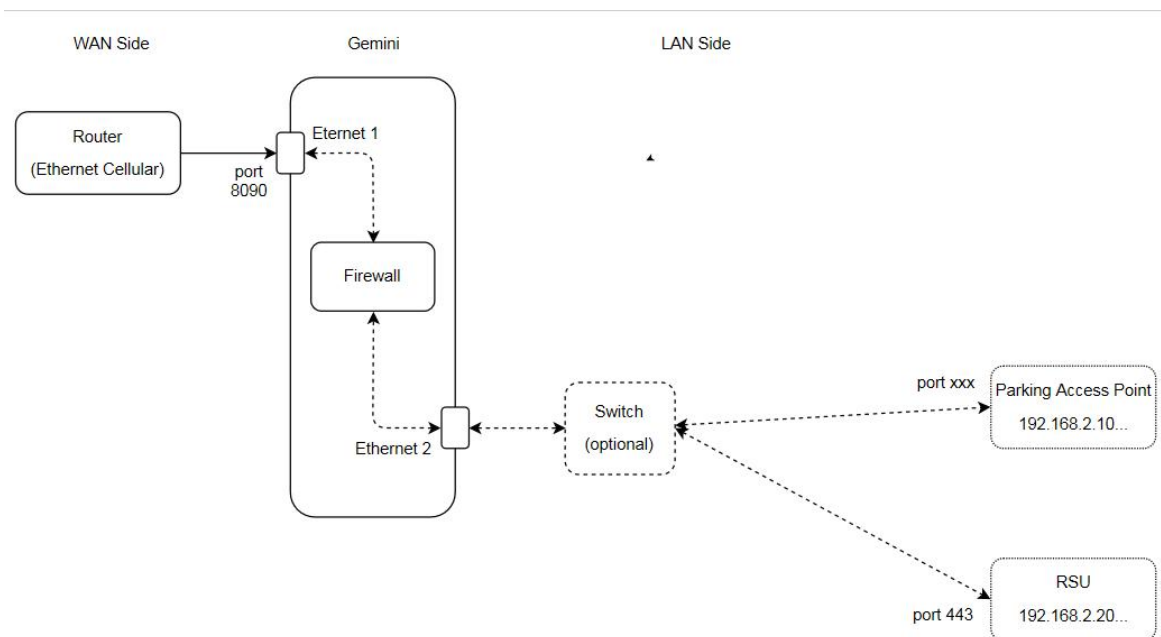 WAN Side
Gemini
LAN Side
Router
(Ethernet Cellular)
port
8090
Eternet 1
Firewall
Ethernet 2
Switch
(optional)
port xxx
Parking Access Point
192.168.2.10...
port 443
RSU
192.168.2.20...